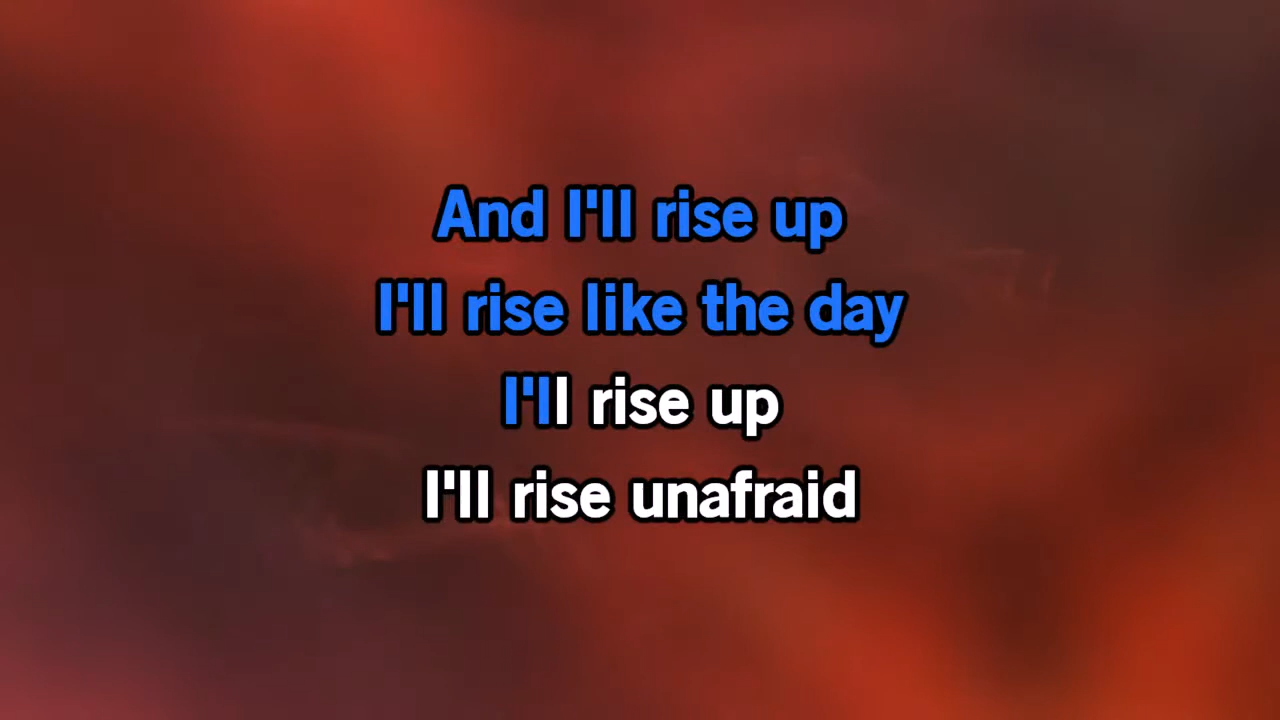 And I'll rise up
I'll rise like the day
I'll rise up
I'll rise unafraid